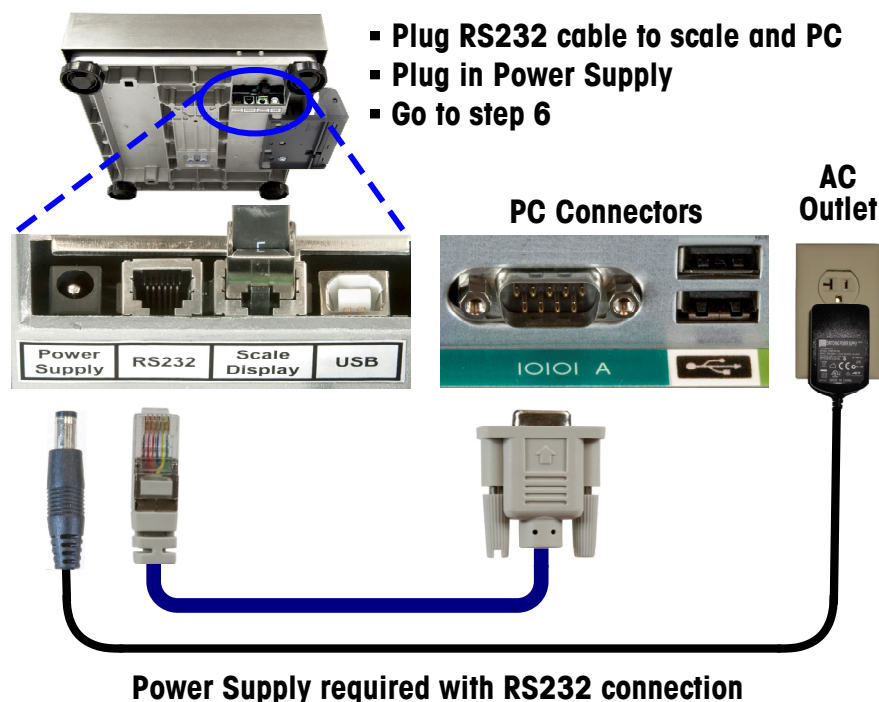 ▪ Plug RS232 cable to scale and PC
▪ Plug in Power Supply
▪ Go to step 6
AC
Outlet
PC Connectors
Power
Supply
RS232
Scale
Display
USB
IOIOI A
Power Supply required with RS232 connection